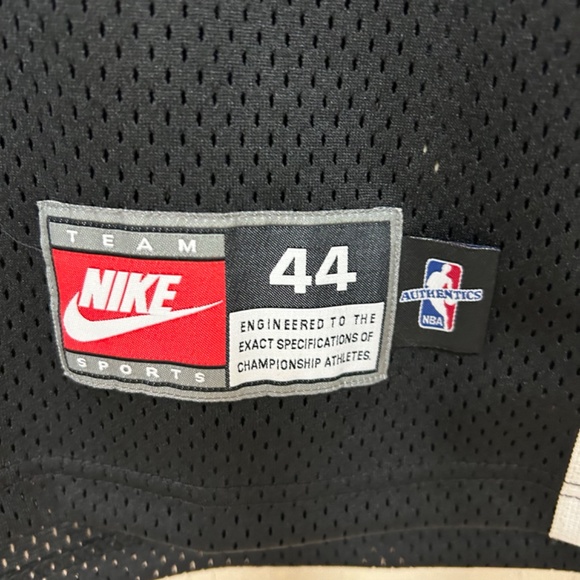 TEAM
NIKE
SPORTS
44
ENGINEERED TO THE
EXACT SPECIFICATIONS OF
CHAMPIONSHIP ATHLETES.
AUTHENTICS
NBA